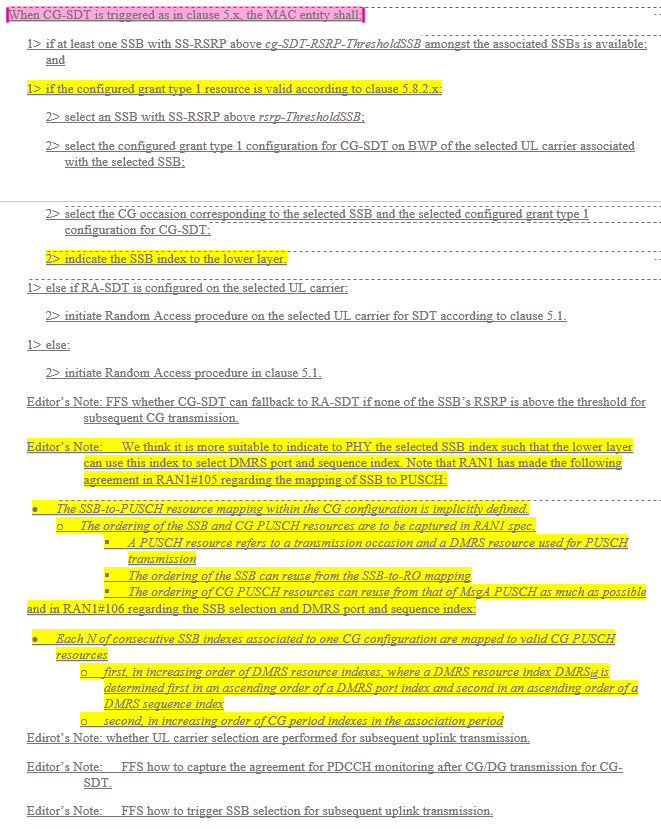 When CG-SDT is triggered as in clause 5.x, the MAC entity shall:
1> if at least one SSB with SS-RSRP above cg-SDT-RSRP-ThresholdSSB amongst the associated SSBs is available;
and
1> if the configured grant type 1 resource is valid according to clause 5.8.2.x:
2> select an SSB with SS-RSRP above rsrp-ThresholdSSB;
2> select the configured grant type 1 configuration for CG-SDT on BWP of the selected UL carrier associated
with the selected SSB;
2> select the CG occasion corresponding to the selected SSB and the selected configured grant type 1
configuration for CG-SDT;
2> indicate the SSB index to the lower layer.
1> else if RA-SDT is configured on the selected UL carrier:
2> initiate Random Access procedure on the selected UL carrier for SDT according to clause 5.1.
1> else:
2> initiate Random Access procedure in clause 5.1.
Editor's Note: FFS whether CG-SDT can fallback to RA-SDT if none of the SSB's RSRP is above the threshold for
subsequent CG transmission.
Editor's Note: We think it is more suitable to indicate to PHY the selected SSB index such that the lower layer
can use this index to select DMRS port and sequence index. Note that RAN1 has made the following
agreement in RAN1#105 regarding the mapping of SSB to PUSCH:
• The SSB-to-PUSCH resource mapping within the CG configuration is implicitly defined.
o The ordering of the SSB and CG PUSCH resources are to be captured in RAN1 spec.
▪ A PUSCH resource refers to a transmission occasion and a DMRS resource used for PUSCH
transmission
▪ The ordering of the SSB can reuse from the SSB-to-RO mapping
▪ The ordering of CG PUSCH resources can reuse from that of MsgA PUSCH as much as possible
and in RAN1#106 regarding the SSB selection and DMRS port and sequence index:
• Each N of consecutive SSB indexes associated to one CG configuration are mapped to valid CG PUSCH
resources
o first, in increasing order of DMRS resource indexes, where a DMRS resource index DMRSid is
determined first in an ascending order of a DMRS port index and second in an ascending order of a
DMRS sequence index
o second, in increasing order of CG period indexes in the association period
Edirot's Note: whether UL carrier selection are performed for subsequent uplink transmission.
Editor's Note: FFS how to capture the agreement for PDCCH monitoring after CG/DG transmission for CG-
SDT.
Editor's Note: FFS how to trigger SSB selection for subsequent uplink transmission.